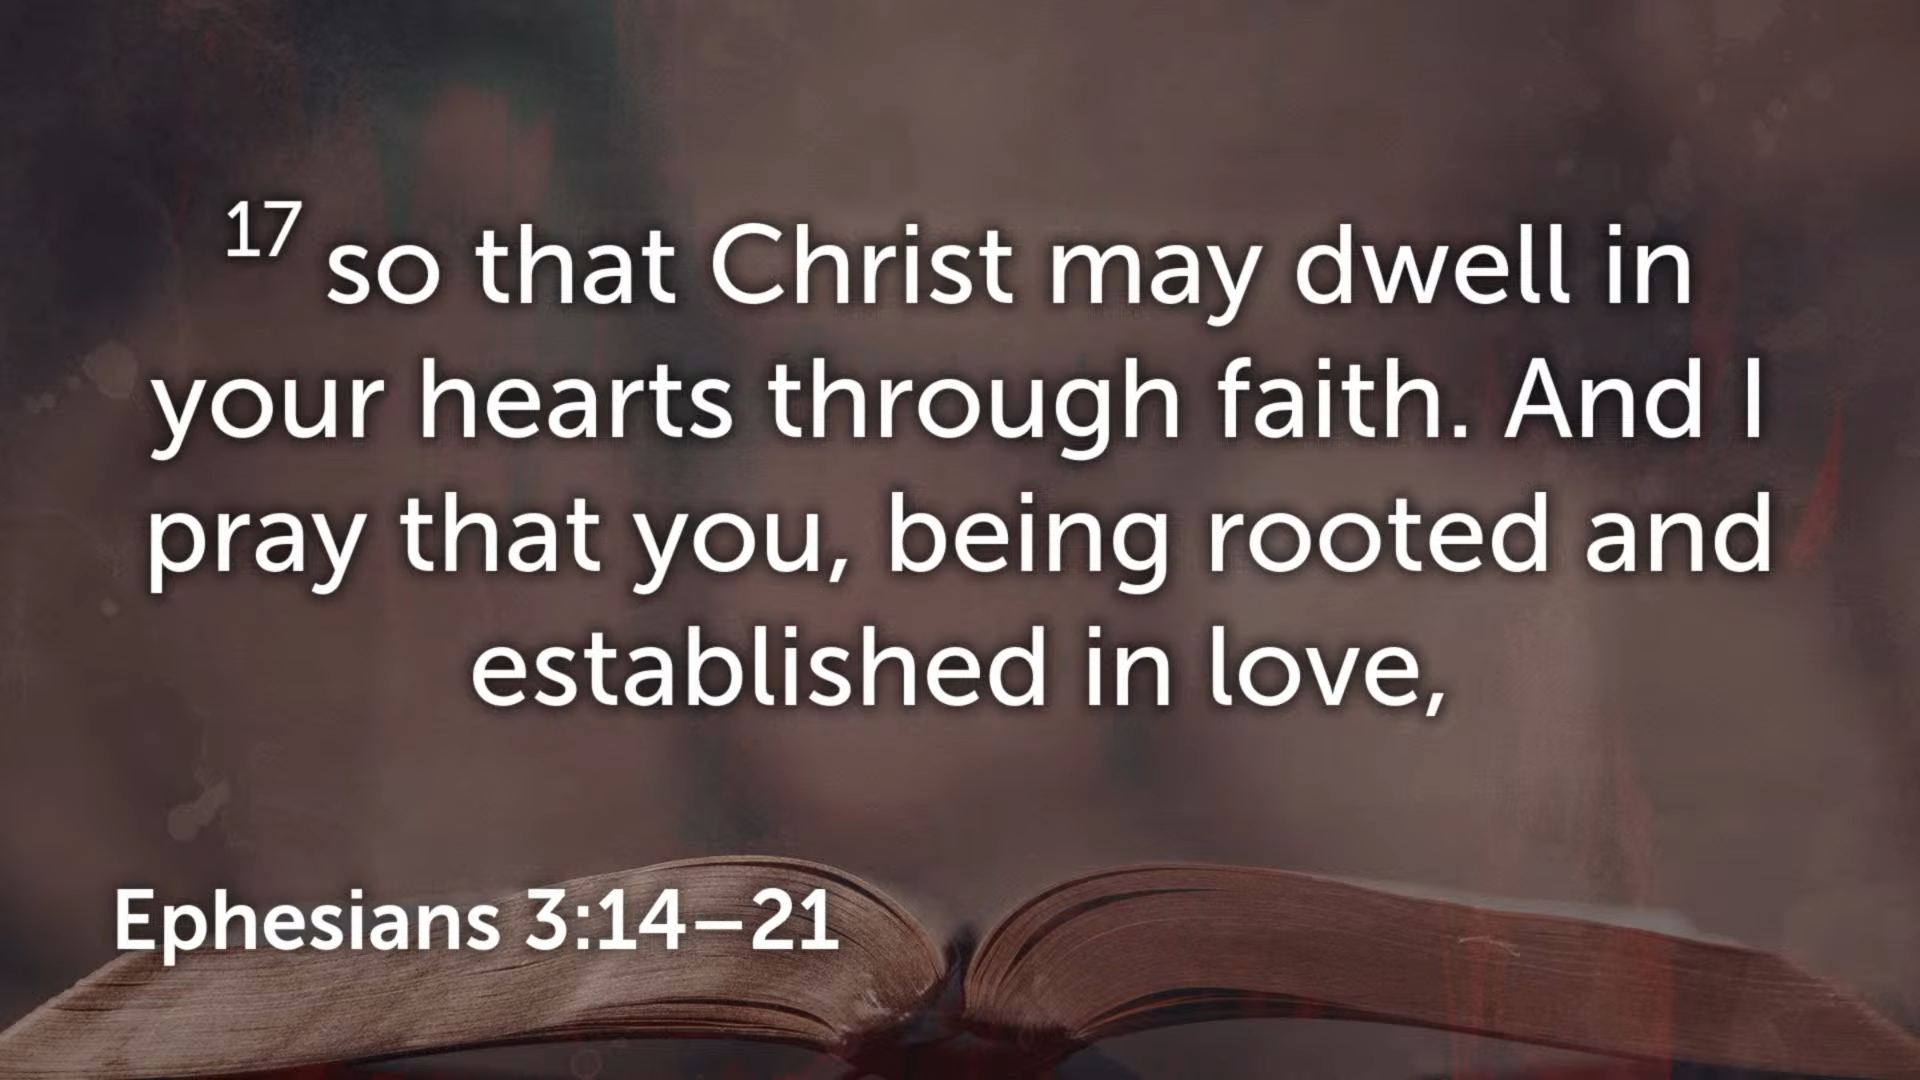 17 so that Christ may dwell in
your hearts through faith. And I
pray that you, being rooted and
established in love,
Ephesians 3:14–21